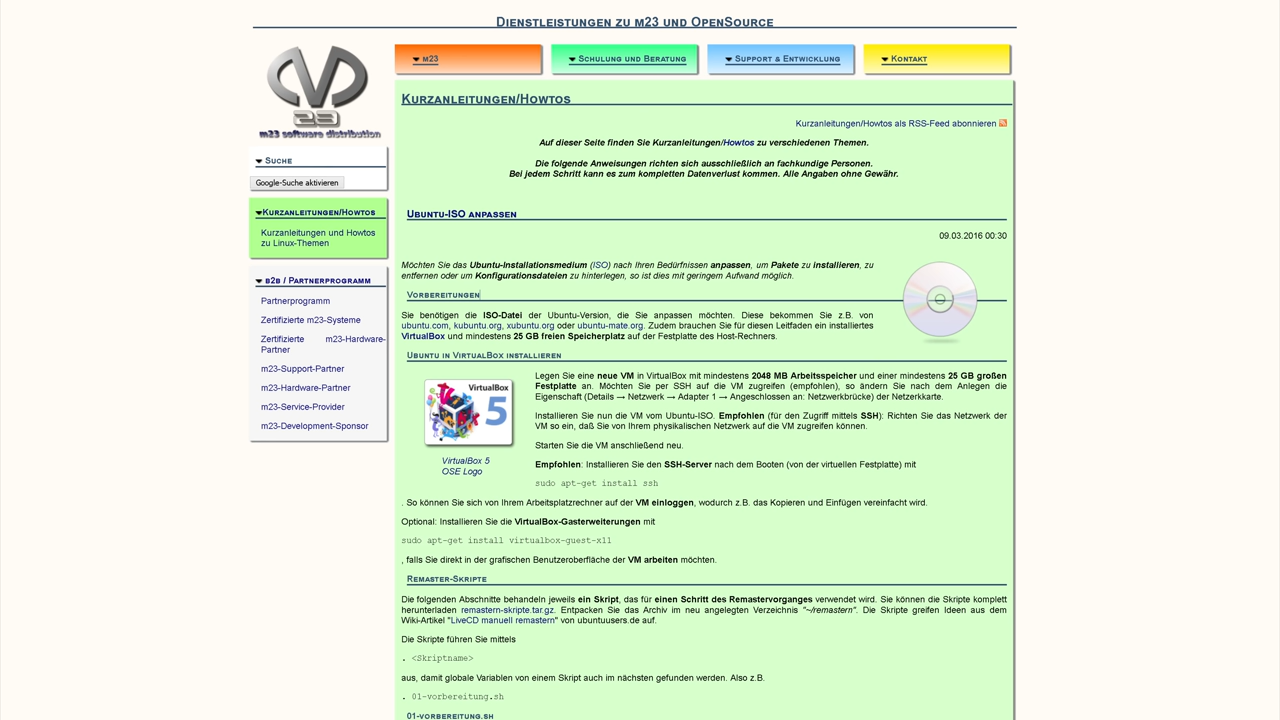 Dienstleistungen zu m23 und OpenSource
m23
Schulung und Beratung
Support & Entwicklung
Kontakt
23
m23 software distribution
Suche
Google-Suche aktivieren
Kurzanleitungen/Howtos
Kurzanleitungen und Howtos
zu Linux-Themen
b2b / Partnerprogramm
Partnerprogramm
Zertifizierte m23-Systeme
Zertifizierte m23-Hardware-
Partner
m23-Support-Partner
m23-Hardware-Partner
m23-Service-Provider
m23-Development-Sponsor
Kurzanleitungen/Howtos
Kurzanleitungen/Howtos als RSS-Feed abonnieren
Auf dieser Seite finden Sie Kurzanleitungen/Howtos zu verschiedenen Themen.
Die folgende Anweisungen richten sich ausschließlich an fachkundige Personen.
Bei jedem Schritt kann es zum kompletten Datenverlust kommen. Alle Angaben ohne Gewähr.
Ubuntu-ISO anpassen
09.03.2016 00:30
Möchten Sie das Ubuntu-Installationsmedium (ISO) nach Ihren Bedürfnissen anpassen, um Pakete zu installieren, zu
entfernen oder um Konfigurationsdateien zu hinterlegen, so ist dies mit geringem Aufwand möglich.
Vorbereitungen
Sie benötigen die ISO-Datei der Ubuntu-Version, die Sie anpassen möchten. Diese bekommen Sie z.B. von
ubuntu.com, kubuntu.org, xubuntu.org oder ubuntu-mate.org. Zudem brauchen Sie für diesen Leitfaden ein installiertes
VirtualBox und mindestens 25 GB freien Speicherplatz auf der Festplatte des Host-Rechners.
Ubuntu in VirtualBox installieren
VirtualBox
5
VirtualBox 5
OSE Logo
Legen Sie eine neue VM in VirtualBox mit mindestens 2048 MB Arbeitsspeicher und einer mindestens 25 GB großen
Festplatte an. Möchten Sie per SSH auf die VM zugreifen (empfohlen), so ändern Sie nach dem Anlegen die
Eigenschaft (Details → Netzwerk → Adapter 1 → Angeschlossen an: Netzwerkbrücke) der Netzerkkarte.
Installieren Sie nun die VM vom Ubuntu-ISO. Empfohlen (für den Zugriff mittels SSH): Richten Sie das Netzwerk der
VM so ein, daß Sie von Ihrem physikalischen Netzwerk auf die VM zugreifen können.
Starten Sie die VM anschließend neu.
Empfohlen: Installieren Sie den SSH-Server nach dem Booten (von der virtuellen Festplatte) mit
sudo apt-get install ssh
. So können Sie sich von Ihrem Arbeitsplatzrechner auf der VM einloggen, wodurch z.B. das Kopieren und Einfügen vereinfacht wird.
Optional: Installieren Sie die VirtualBox-Gasterweiterungen mit
sudo apt-get install virtualbox-guest-x11
, falls Sie direkt in der grafischen Benutzeroberfläche der VM arbeiten möchten.
Remaster-Skripte
Die folgenden Abschnitte behandeln jeweils ein Skript, das für einen Schritt des Remastervorganges verwendet wird. Sie können die Skripte komplett
herunterladen remastern-skripte.tar.gz. Entpacken Sie das Archiv im neu angelegten Verzeichnis "~/remastern". Die Skripte greifen Ideen aus dem
Wiki-Artikel "LiveCD manuell remastern" von ubuntuusers.de auf.
Die Skripte führen Sie mittels
. <Skriptname>
aus, damit globale Variablen von einem Skript auch im nächsten gefunden werden. Also z.B.
. 01-vorbereitung.sh
01-vorbereitung.sh